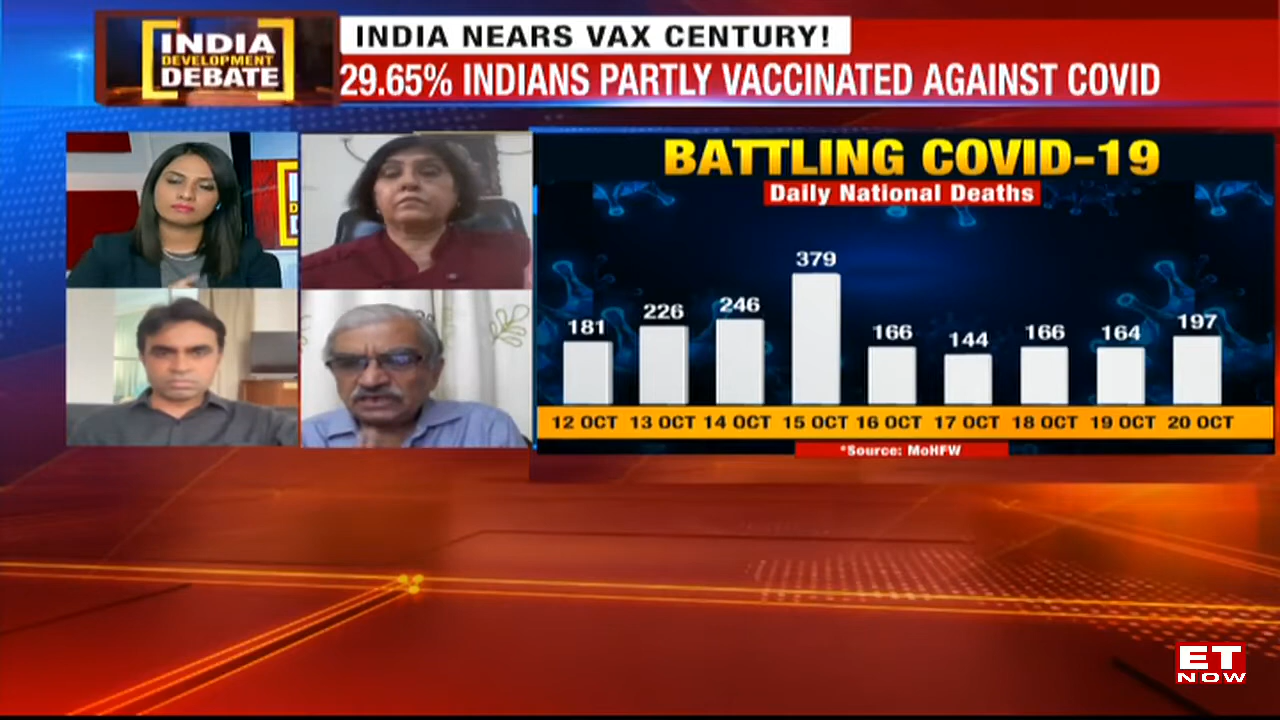 INDIA
DEVELOPMENT
DEBATE
INDIA NEARS VAX CENTURY!
29.65% INDIANS PARTLY VACCINATED AGAINST COVID
BATTLING COVID-19
Daily National Deaths
181 226 246 379 166 144 166 164 197
12 OCT 13 OCT 14 OCT 15 OCT 16 OCT 17 OCT 18 OCT 19 OCT 20 OCT
*Source: MoHFW
ET
NOW